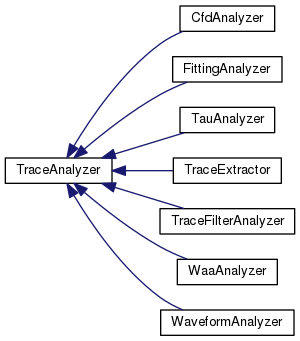 CfdAnalyzer
FittingAnalyzer
TauAnalyzer
TraceAnalyzer
TraceExtractor
TraceFilterAnalyzer
WaaAnalyzer
WaveformAnalyzer